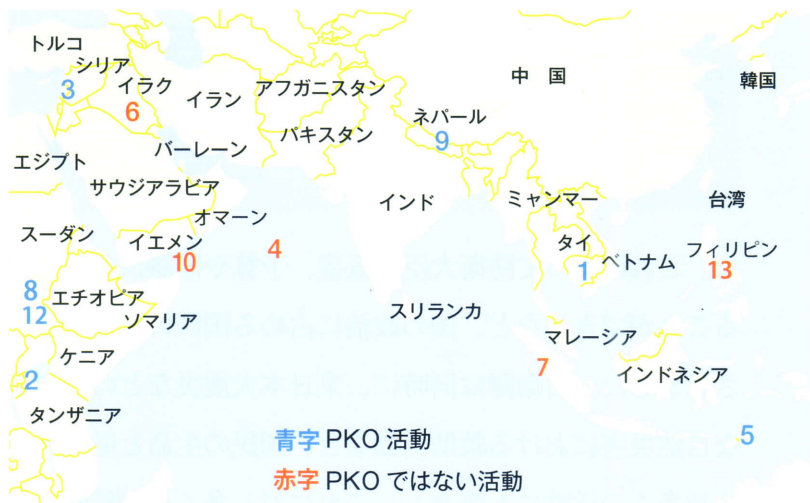 トルコ
シリア
3
イラク
6
イラン
アフガニスタン
パキスタン
中 国
韓国
ネパール
9
エジプト
バーレーン
サウジアラビア
オマーン
インド
ミャンマー
台湾
スーダン
イエメン
10
4
タイ
1
ベトナム
フィリピン
13
8
エチオピア
12
ソマリア
スリランカ
マレーシア
ケニア
2
7
インドネシア
タンザニア
5
青字 PKO 活動
赤字 PKO ではない活動